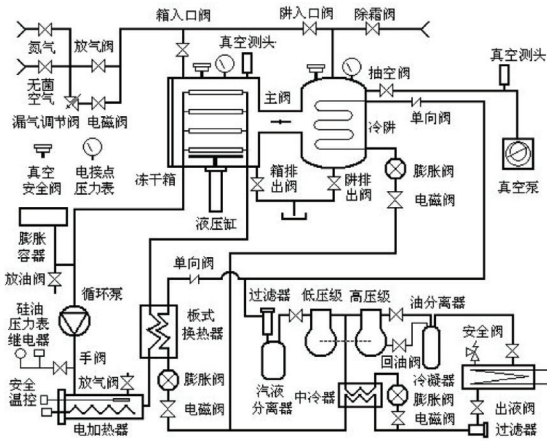 箱入口阀
阱入口阀
除霜阀
氮气
放气阀
真空测头
真空测头
无菌
空气
主阀
抽空阀
漏气调节阀
电磁阀
冷阱
单向阀
真空
安全阀
电接点
压力表
冻干箱
箱排
出阀
阱排
出阀
膨胀阀
真空泵
液压缸
电磁阀
膨胀
容器
放油阀
单向阀
循环泵
过滤器
低压级
高压级
油分离器
硅油
压力表
继电器
板式
换热器
安全阀
手阀
回油阀
安全
温控
放气阀
膨胀阀
汽液
分离器
中冷器
冷凝器
膨胀阀
电磁阀
出液阀
电加热器
电磁阀
过滤器